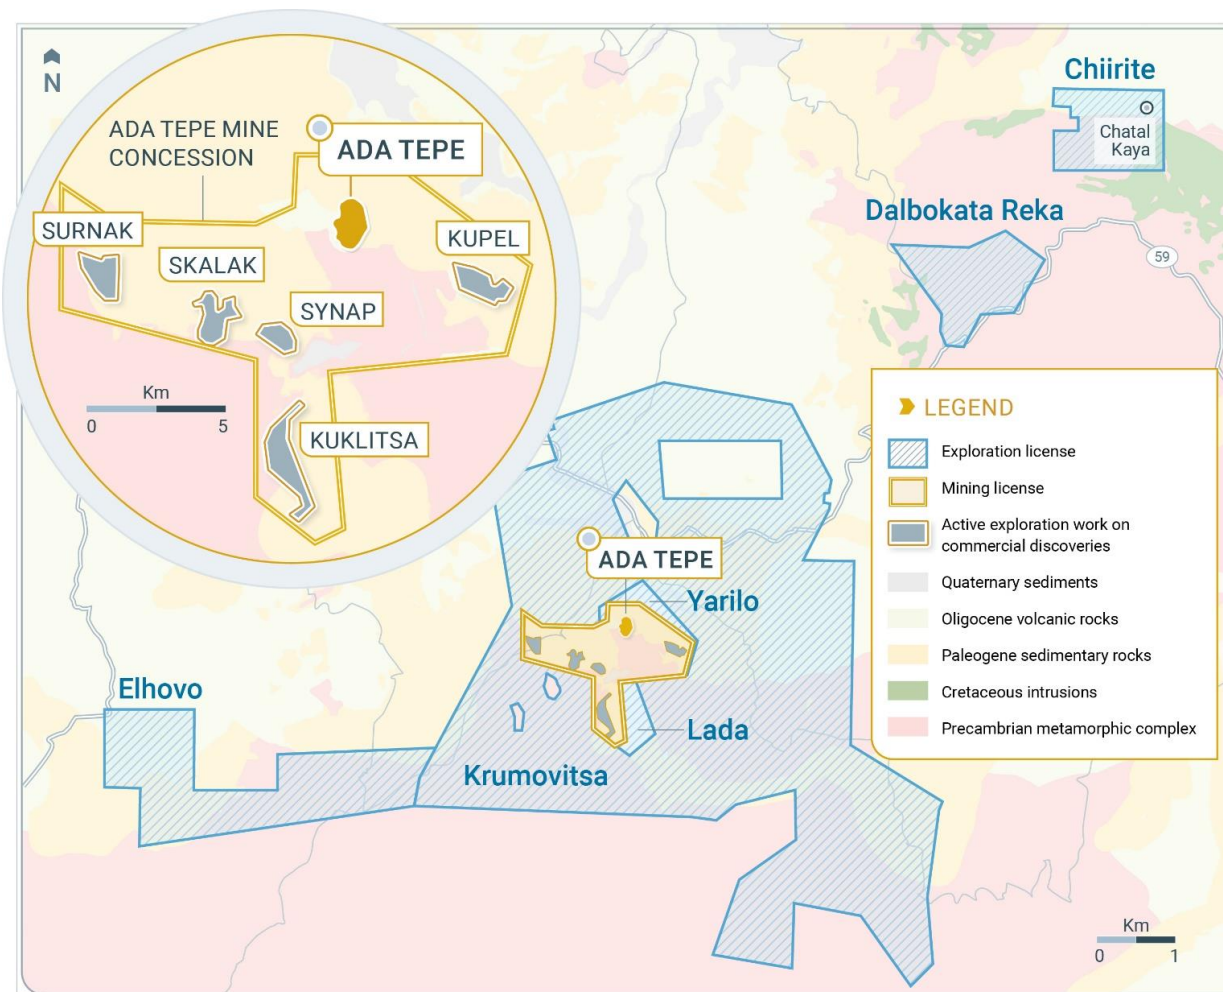 N
ADA TEPE MINE
CONCESSION
ADA TEPE
SURNAK
SKALAK
SYNAP
KUPEL
KUKLITSA
Km
0 5
Chiirite
Chatal
Kaya
Dalbokata Reka
59
ADA TEPE
Yarilo
Elhovo
Lada
Krumovitsa
LEGEND
Exploration license
Mining license
Active exploration work on
commercial discoveries
Quaternary sediments
Oligocene volcanic rocks
Paleogene sedimentary rocks
Cretaceous intrusions
Precambrian metamorphic complex
Km
0 1